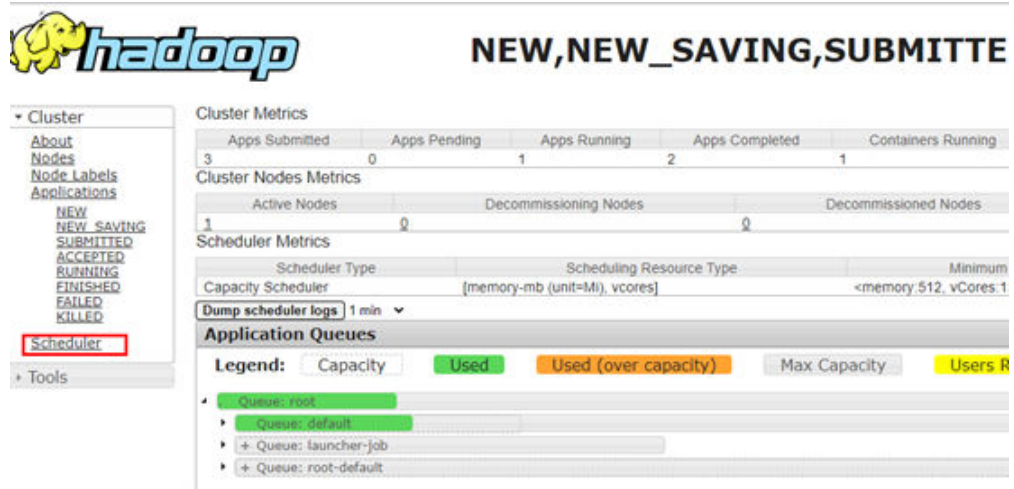 hadoop
NEW,NEW_SAVING,SUBMITTE
Cluster
About
Nodes
Node Labels
Applications
NEW
NEW_SAVING
SUBMITTED
ACCEPTED
RUNNING
FINISHED
FAILED
KILLED
Scheduler
Tools
Cluster Metrics
Apps Submitted Apps Pending Apps Running Apps Completed Containers Running
3 0 1 2 1
Cluster Nodes Metrics
Active Nodes Decommissioning Nodes Decommissioned Nodes
1 0 0
Scheduler Metrics
Scheduler Type Scheduling Resource Type Minimum
Capacity Scheduler [memory-mb (unit=Mi), vcores] <memory:512, vCores:1
Dump scheduler logs 1 min
Application Queues
Legend: Capacity Used Used (over capacity) Max Capacity Users R
Queue: root
Queue: default
+ Queue: launcher-job
+ Queue: root-default